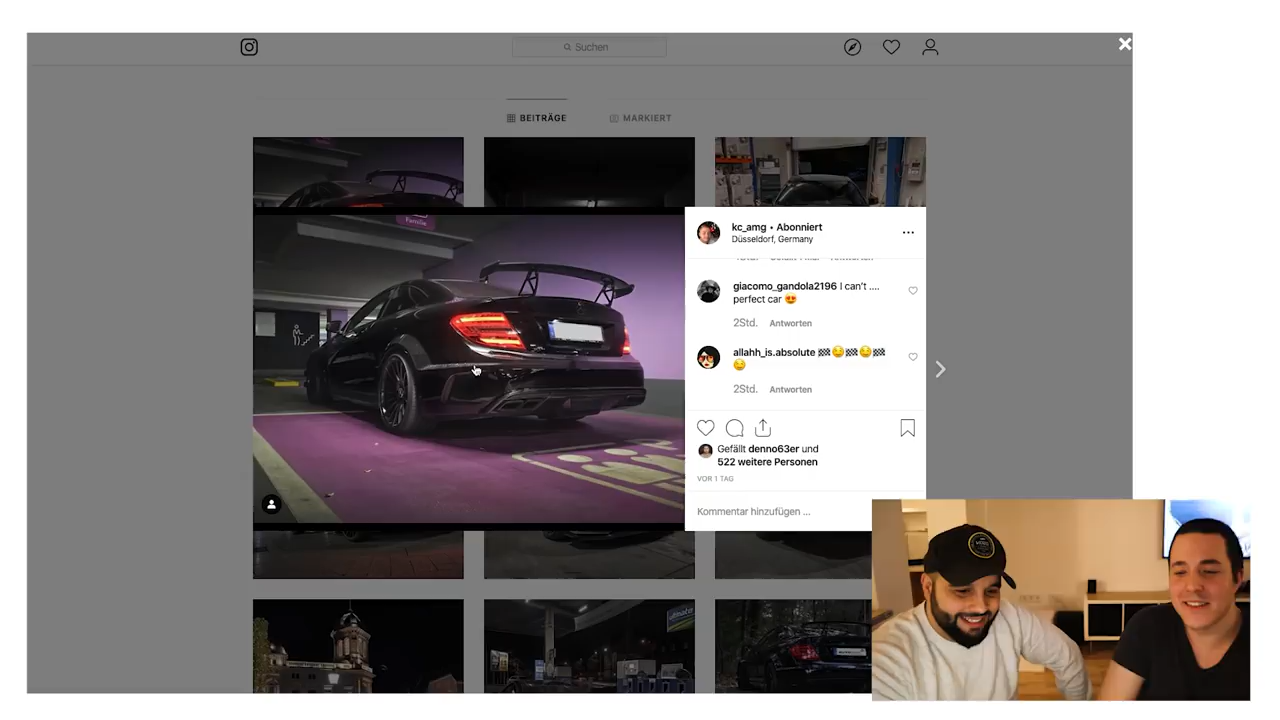 Suchen
BEITRÄGE
MARKIERT
Familie
kc_amg • Abonniert
Düsseldorf, Germany
giacomo_gandola2196 I can't ....
perfect car 😍
2Std. Antworten
allahh_is.absolute 🏁😏🏁😏🏁
😏
2Std. Antworten
Gefällt denno63er und
522 weitere Personen
VOR 1 TAG
Kommentar hinzufügen ...